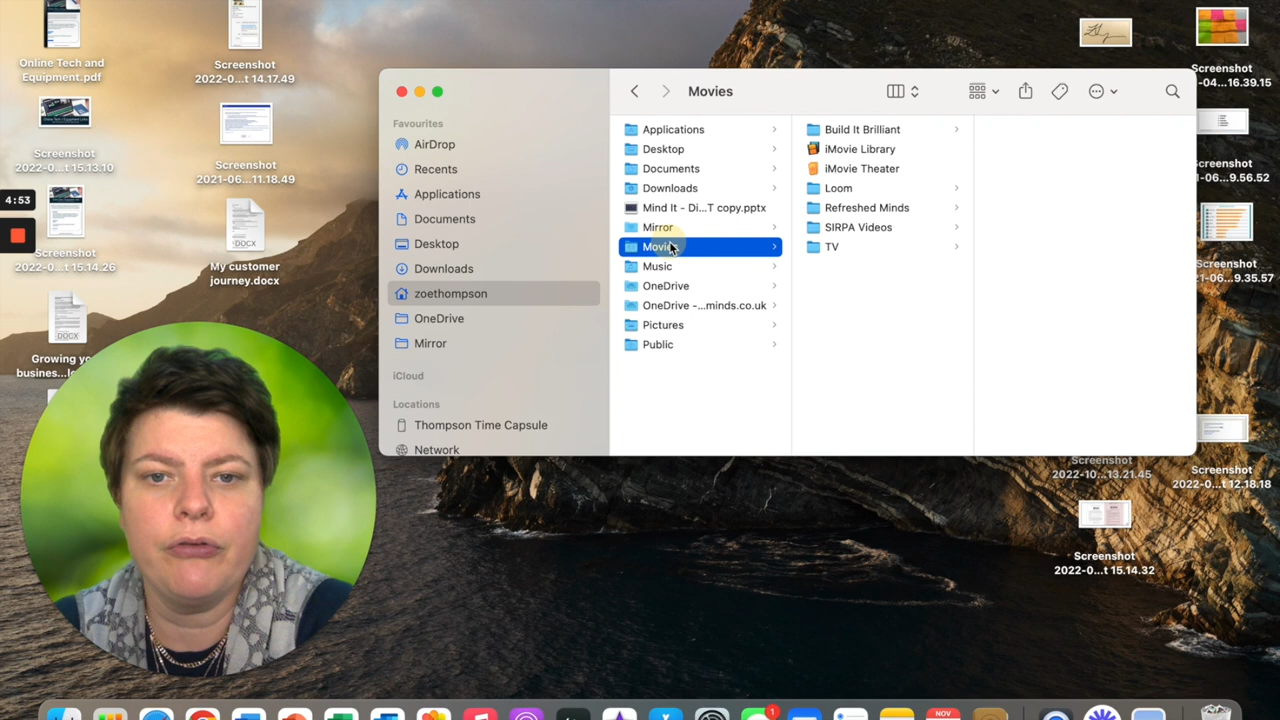 Online Tech and
Equipment.pdf
Screenshot
2022-0...t 14.17.49
Screenshot
2022-0...t 15.13.10
Screenshot
2021-06...11.18.49
4:53
Screenshot
2022-0...t 15.14.26
My customer
journey.docx
Growing yo
busines...l
Movies
Favourites
AirDrop
Recents
Applications
Documents
Desktop
Downloads
zoethompson
OneDrive
Mirror
iCloud
Locations
Thompson Time Capsule
Network
Applications
Desktop
Documents
Downloads
Mind It - Di...T copy.pptx
Mirror
Movies
Music
OneDrive
OneDrive -...minds.co.uk
Pictures
Public
Build It Brilliant
iMovie Library
iMovie Theater
Loom
Refreshed Minds
SIRPA Videos
TV
Screenshot
-04...16.39.15
Screenshot
1-06...9.56.52
Screenshot
1-06...9.35.57
Screenshot
2022-10...13.21.45
Screenshot
2022-0...t 12.18.18
Screenshot
2022-0...t 15.14.32
1
NOV